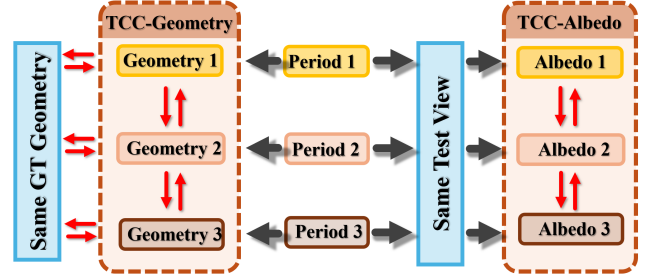 TCC-Geometry
TCC-Albedo
Same GT Geometry
Geometry 1
Period 1
Same Test View
Albedo 1
Geometry 2
Period 2
Albedo 2
Geometry 3
Period 3
Albedo 3